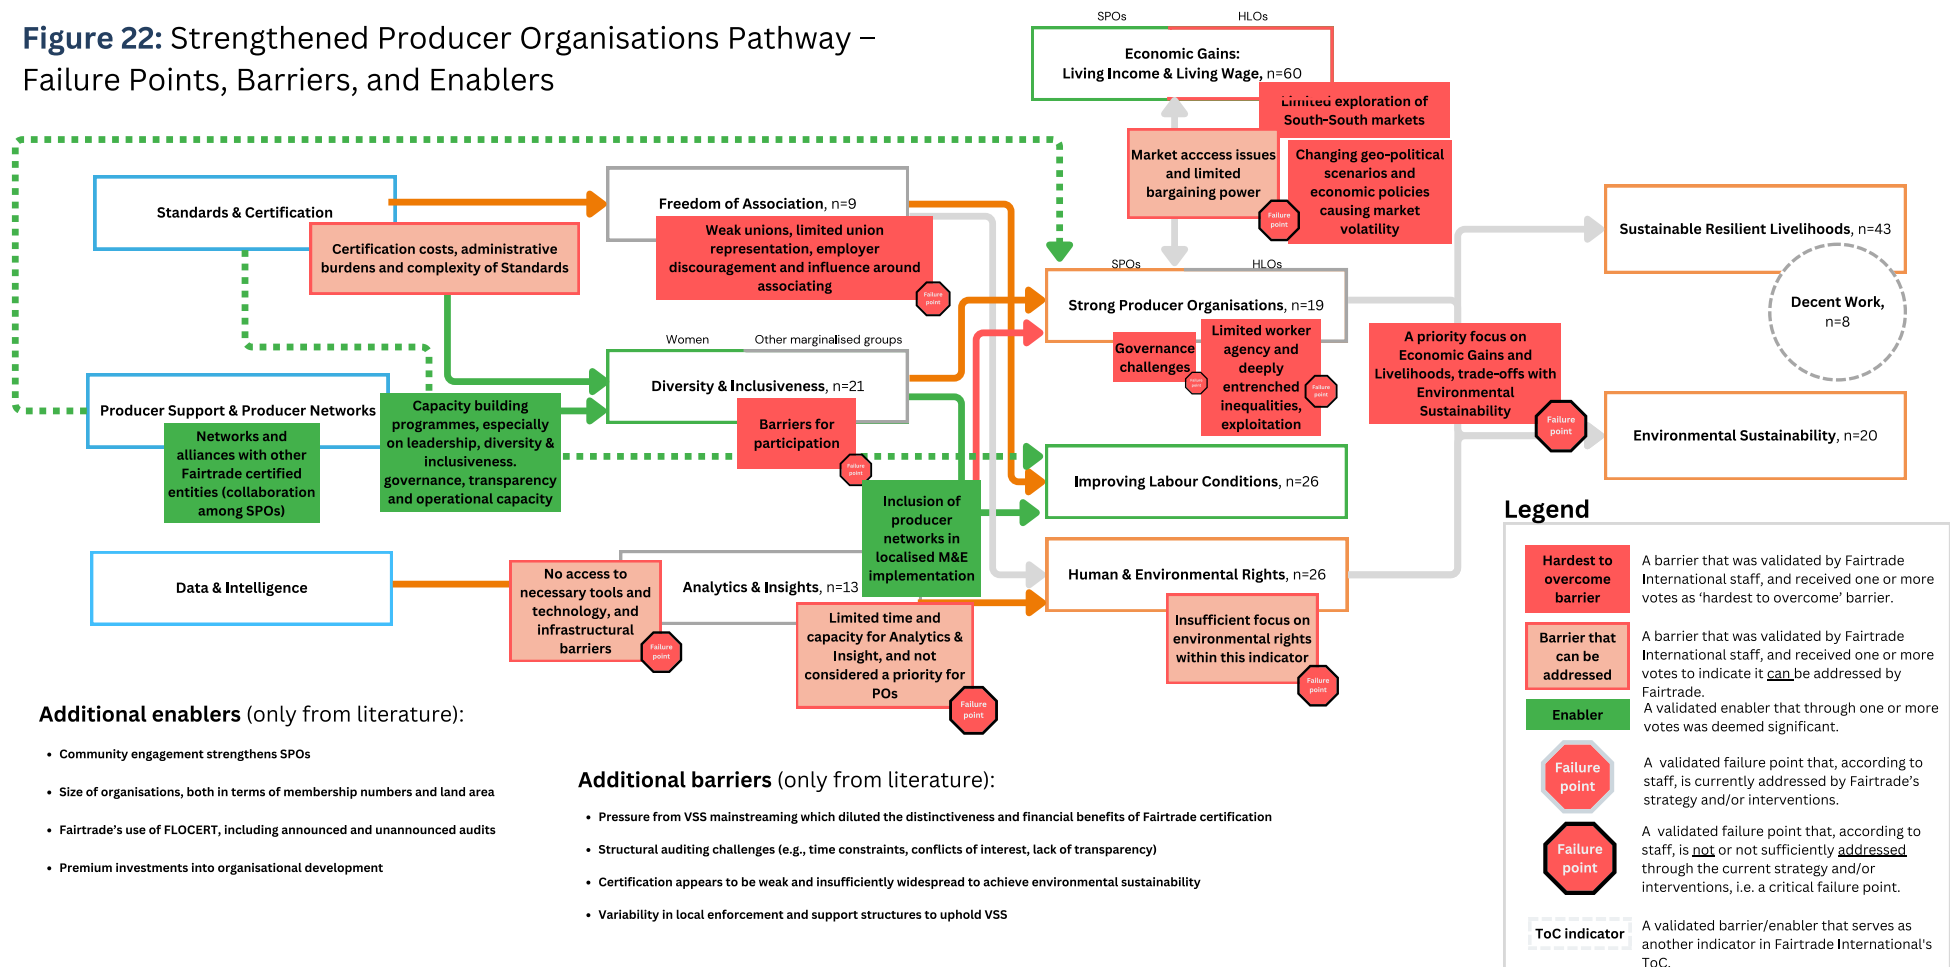 Figure 22: Strengthened Producer Organisations Pathway –
Failure Points, Barriers, and Enablers
SPOs
HLOs
Economic Gains:
Living Income & Living Wage, n=60
Limited exploration of
South-South markets
Market acccess issues
and limited
bargaining power
Failure
point
Changing geo-political
scenarios and
economic policies
causing market
volatility
Standards & Certification
Certification costs, administrative
burdens and complexity of Standards
Freedom of Association, n=9
Weak unions, limited union
representation, employer
discouragement and influence around
associating
Failure
point
SPOs
HLOs
Strong Producer Organisations, n=19
Governance
challenges
Failure
point
Limited worker
agency and
deeply
entrenched
inequalities,
exploitation
Failure
point
Sustainable Resilient Livelihoods, n=43
Decent Work,
n=8
A priority focus on
Economic Gains and
Livelihoods, trade-offs with
Environmental
Sustainability
Failure
point
Environmental Sustainability, n=20
Women
Other marginalised groups
Diversity & Inclusiveness, n=21
Barriers for
participation
Failure
point
Producer Support & Producer Networks
Networks and
alliances with other
Fairtrade certified
entities (collaboration
among SPOs)
Capacity building
programmes, especially
on leadership, diversity &
inclusiveness.
governance, transparency
and operational capacity
Inclusion of
producer
networks in
localised M&E
implementation
Improving Labour Conditions, n=26
Data & Intelligence
No access to
necessary tools and
technology, and
infrastructural
barriers
Failure
point
Analytics & Insights, n=13
Limited time and
capacity for Analytics &
Insight, and not
considered a priority for
POs
Failure
point
Human & Environmental Rights, n=26
Insufficient focus on
environmental rights
within this indicator
Failure
point
Additional enablers (only from literature):
• Community engagement strengthens SPOs
• Size of organisations, both in terms of membership numbers and land area
• Fairtrade's use of FLOCERT, including announced and unannounced audits
• Premium investments into organisational development
Additional barriers (only from literature):
• Pressure from VSS mainstreaming which diluted the distinctiveness and financial benefits of Fairtrade certification
• Structural auditing challenges (e.g., time constraints, conflicts of interest, lack of transparency)
• Certification appears to be weak and insufficiently widespread to achieve environmental sustainability
• Variability in local enforcement and support structures to uphold VSS
Legend
Hardest to
overcome
barrier
A barrier that was validated by Fairtrade
International staff, and received one or more
votes as ‘hardest to overcome’ barrier.
Barrier that
can be
addressed
A barrier that was validated by Fairtrade
International staff, and received one or more
votes to indicate it can be addressed by
Fairtrade.
Enabler
A validated enabler that through one or more
votes was deemed significant.
Failure
point
A validated failure point that, according to
staff, is currently addressed by Fairtrade's
strategy and/or interventions.
Failure
point
A validated failure point that, according to
staff, is not or not sufficiently addressed
through the current strategy and/or
interventions, i.e. a critical failure point.
ToC indicator
A validated barrier/enabler that serves as
another indicator in Fairtrade International's
ToC.